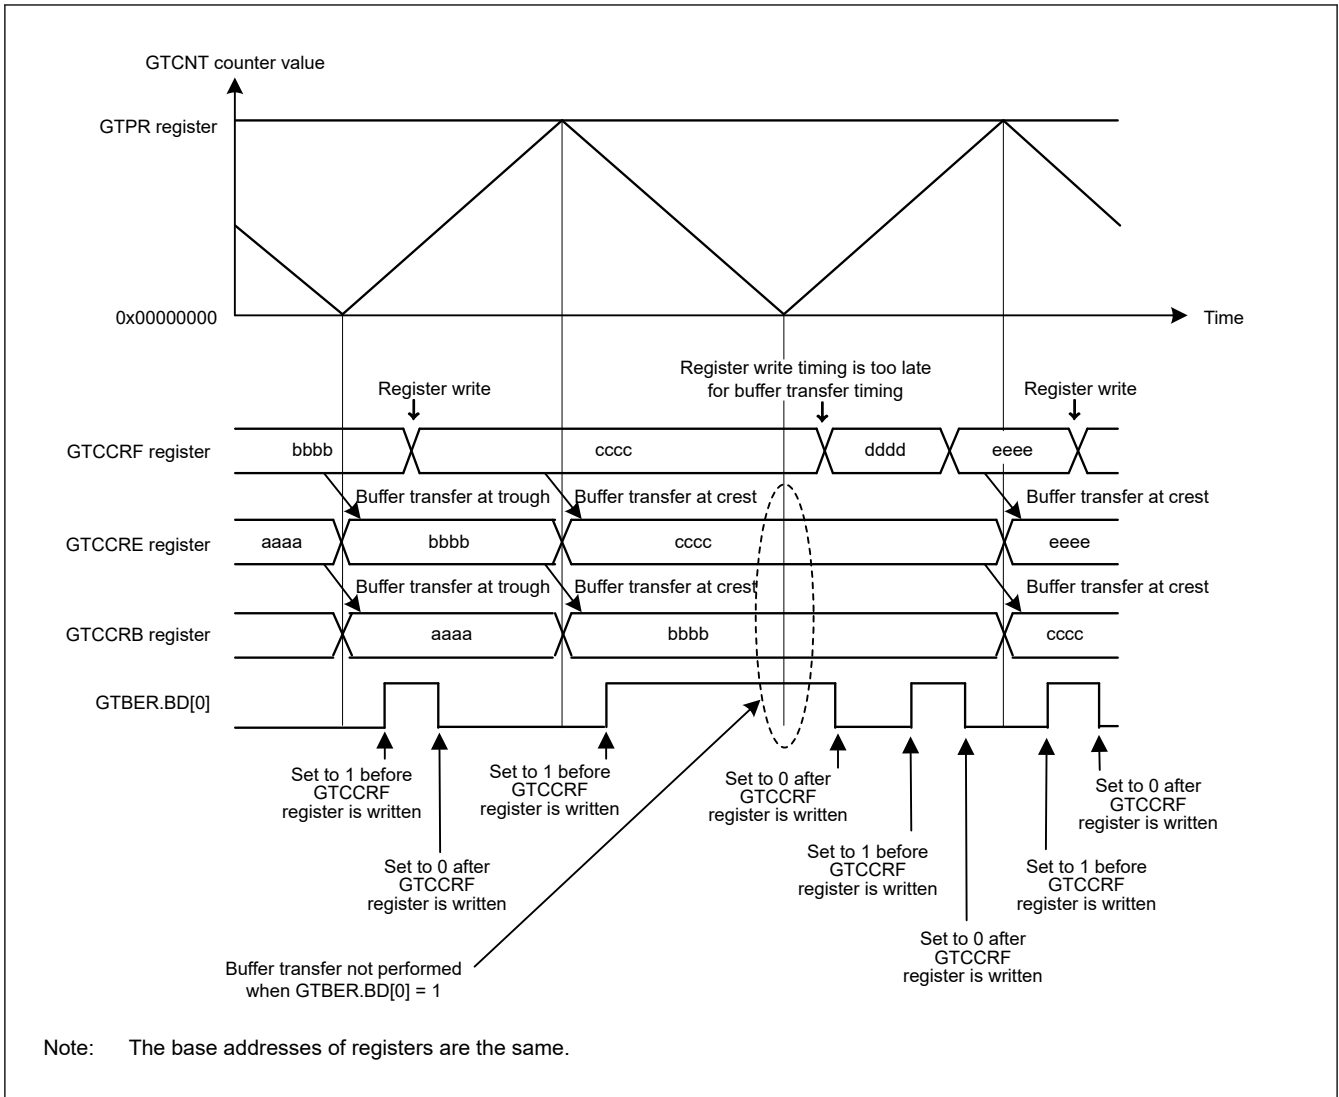 GTCNT counter value
GTPR register
0x00000000
Time
Register write timing is too late
for buffer transfer timing
Register write
Register write
GTCCRF register
bbbb
cccc
dddd
eeee
Buffer transfer at trough
Buffer transfer at crest
Buffer transfer at crest
GTCCRE register
aaaa
bbbb
cccc
eeee
Buffer transfer at trough
Buffer transfer at crest
Buffer transfer at crest
GTCCRB register
aaaa
bbbb
cccc
GTBER.BD[0]
Set to 1 before
GTCCRF
register is written
Set to 0 after
GTCCRF
register is written
Set to 1 before
GTCCRF
register is written
Set to 0 after
GTCCRF
register is written
Set to 1 before
GTCCRF
register is written
Set to 0 after
GTCCRF
register is written
Set to 1 before
GTCCRF
register is written
Set to 0 after
GTCCRF
register is written
Buffer transfer not performed
when GTBER.BD[0] = 1
Note: The base addresses of registers are the same.